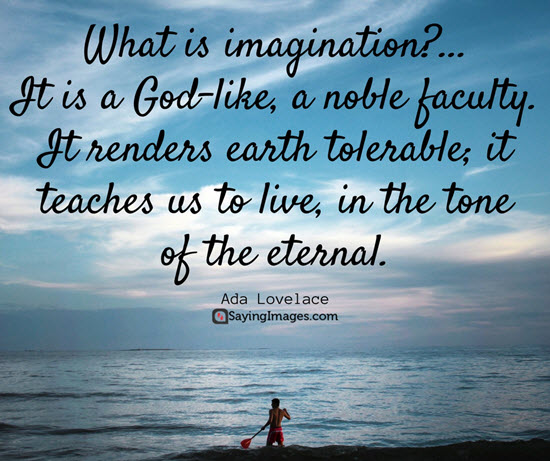 What is imagination?...
It is a God-like, a noble faculty.
It renders earth tolerable; it
teaches us to live, in the tone
of the eternal.
Ada Lovelace
SayingImages.com